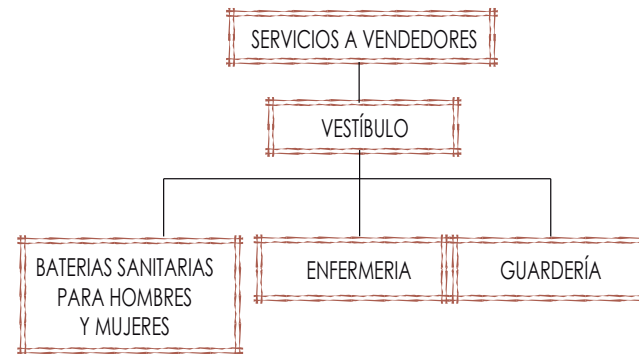 SERVICIOS A VENDEDORES
VESTÍBULO
BATERIAS SANITARIAS
PARA HOMBRES
Y MUJERES
ENFERMERIA
GUARDERÍA